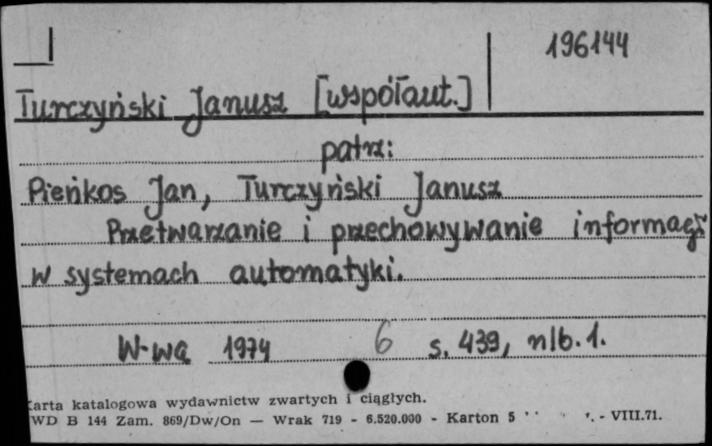 196144
Turczyński Janusz [współaut.]
patrz:
Pieńkos Jan, Turczyński Janusz
Przetwarzanie i przechowywanie informacji
w systemach automatyki.
W-wa 1974 6 s. 439, nlb. 1.
Karta katalogowa wydawnictw zwartych i ciągłych.
WD B 144 Zam. 869/Dw/On — Wrak 719 - 6.520.000 - Karton 5 - VIII.71.